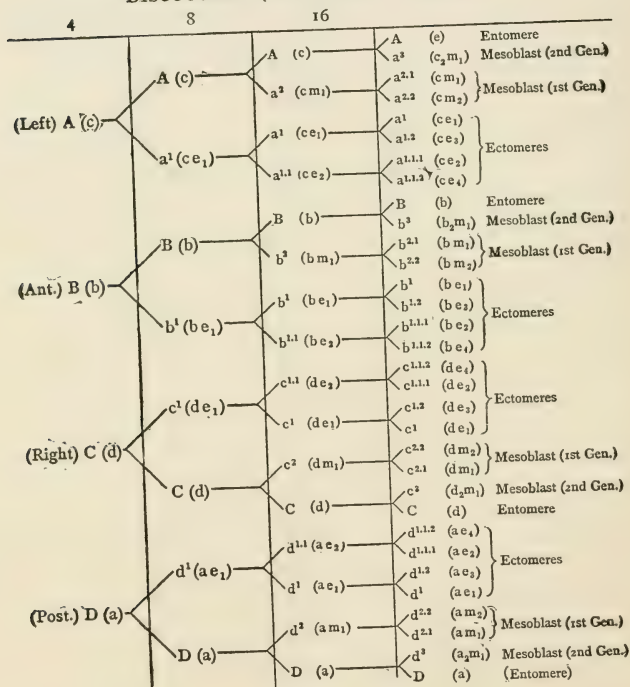 4 8 16
A (e) Entomere
A (c)
a³ (c₂m₁) Mesoblast (2nd Gen.)
A (c)
a².¹ (cm₁)
a² (cm₁) Mesoblast (1st Gen.)
a².² (cm₂)
(Left) A (c)
a¹ (ce₁)
a¹ (ce₁)
a¹.² (ce₃)
a¹ (ce₁) Ectomeres
a¹.¹.¹ (ce₂)
a¹.¹ (ce₂)
a¹.¹.² (ce₄)
B (b) Entomere
B (b)
b³ (b₂m₁) Mesoblast (2nd Gen.)
B (b)
b².¹ (bm₁)
b² (bm₁) Mesoblast (1st Gen.)
b².² (bm₂)
(Ant.) B (b)
b¹ (be₁)
b¹ (be₁)
b¹.² (be₃)
b¹ (be₁) Ectomeres
b¹.¹.¹ (be₂)
b¹.¹ (be₂)
b¹.¹.² (be₄)
c¹.¹.² (de₄)
c¹.¹ (de₂)
c¹.¹.¹ (de₂)
c¹ (de₁) Ectomeres
c¹.² (de₃)
c¹ (de₁)
c¹ (de₁)
(Right) C (d)
c².² (dm₂)
c² (dm₁) Mesoblast (1st Gen.)
c².¹ (dm₁)
C (d)
c³ (d₂m₁) Mesoblast (2nd Gen.)
C (d)
C (d) Entomere
d¹.¹.² (ae₄)
d¹.¹ (ae₂)
d¹.¹.¹ (ae₂)
d¹ (ae₁) Ectomeres
d¹.² (ae₃)
d¹ (ae₁)
d¹ (ae₁)
(Post.) D (a)
d².² (am₂)
d² (am₁) Mesoblast (1st Gen.)
d².¹ (am₁)
D (a)
d³ (a₂m₁) Mesoblast (2nd Gen.)
D (a)
D (a) (Entomere)